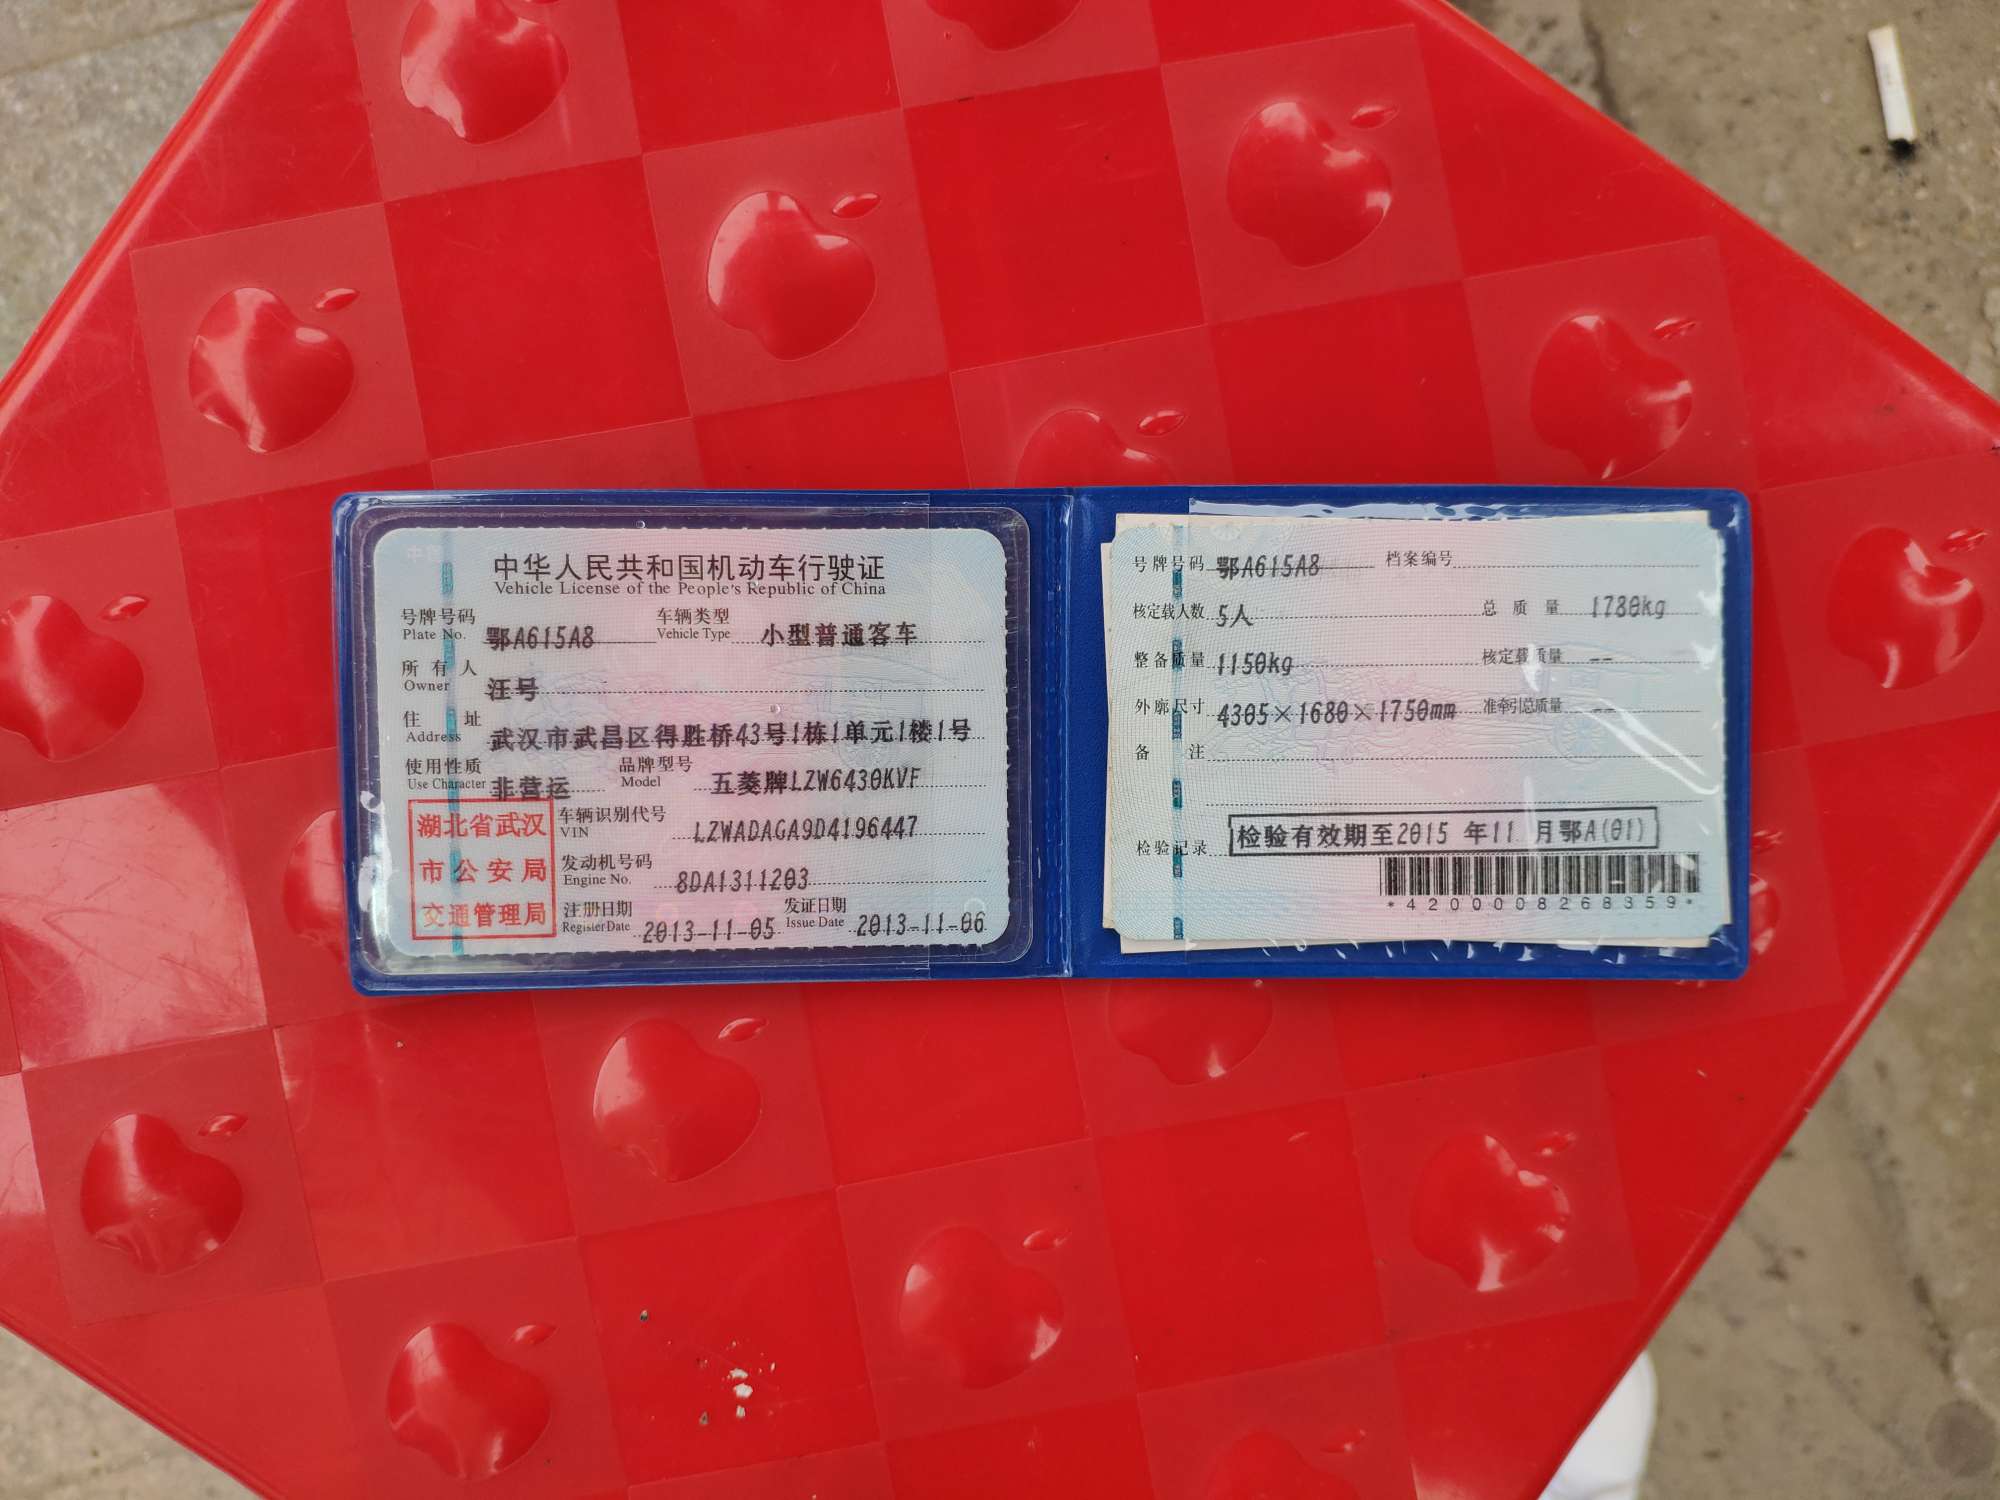 中华人民共和国机动车行驶证
Vehicle License of the People's Republic of China
号牌号码 鄂A615A8 车辆类型 小型普通客车
Plate No. Vehicle Type
所有人 汪号
Owner
住址 武汉市武昌区得胜桥43号1栋1单元1楼1号
Address
使用性质 非营运 品牌型号 五菱牌LZW6430KVF
Use Character Model
湖北省武汉
市公安局
交通管理局
车辆识别代号 LZWADAGA9D4196447
VIN
发动机号码 8DA1311203
Engine No.
注册日期 2013-11-05 发证日期 2013-11-06
Register Date Issue Date
号牌号码 鄂A615A8 档案编号
核定载人数 5人 总质量 1780kg
整备质量 1150kg 核定载质量 --
外廓尺寸 4305×1680×1750mm 准牵引总质量 --
备注
检验记录 检验有效期至2015 年11 月鄂A(01)
*4200008268359*